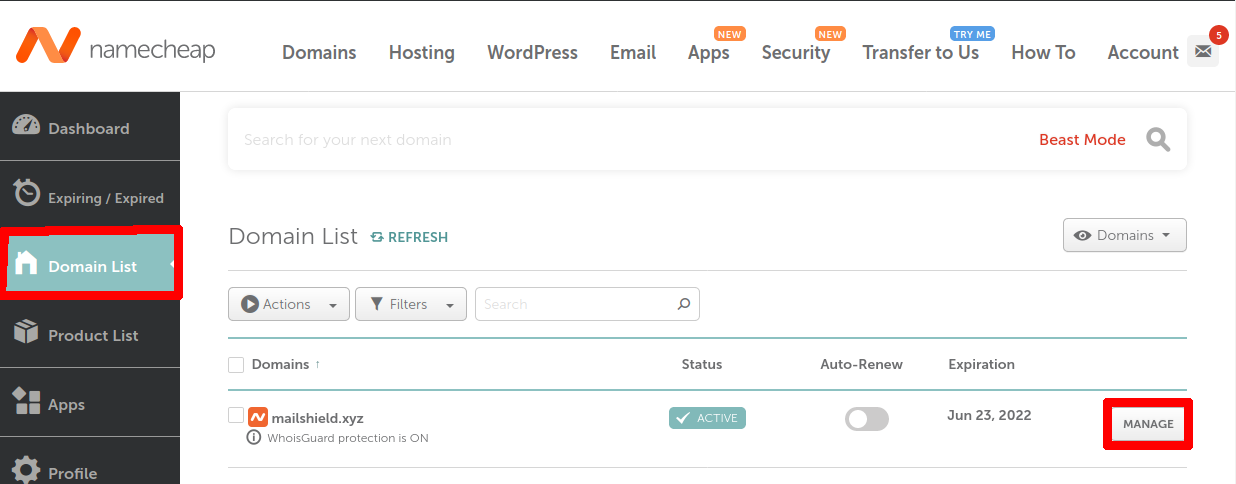 namecheap
Domains Hosting WordPress Email Apps NEW Security NEW Transfer to Us TRY ME How To Account 5
Dashboard
Expiring / Expired
Domain List
Product List
Apps
Profile
Search for your next domain Beast Mode
Domain List REFRESH Domains
Actions Filters Search
Domains ↑ Status Auto-Renew Expiration
mailshield.xyz ACTIVE Jun 23, 2022 MANAGE
WhoisGuard protection is ON